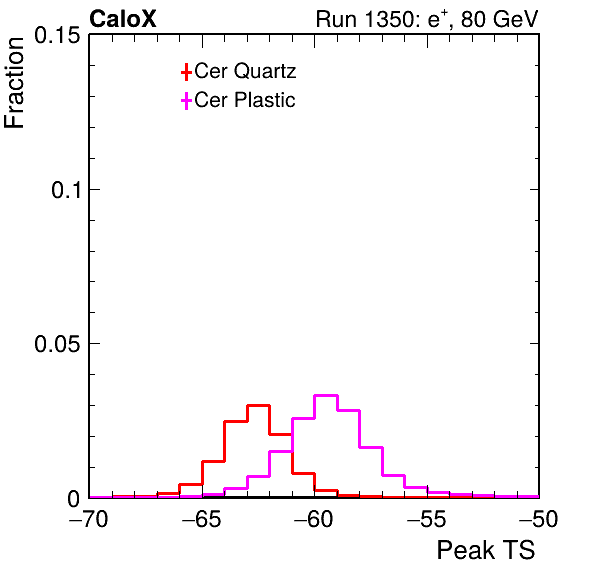 CaloX Run 1350: e⁺, 80 GeV
Fraction
0.15
Cer Quartz
Cer Plastic
0.1
0.05
0
−70 −65 −60 −55 −50
Peak TS